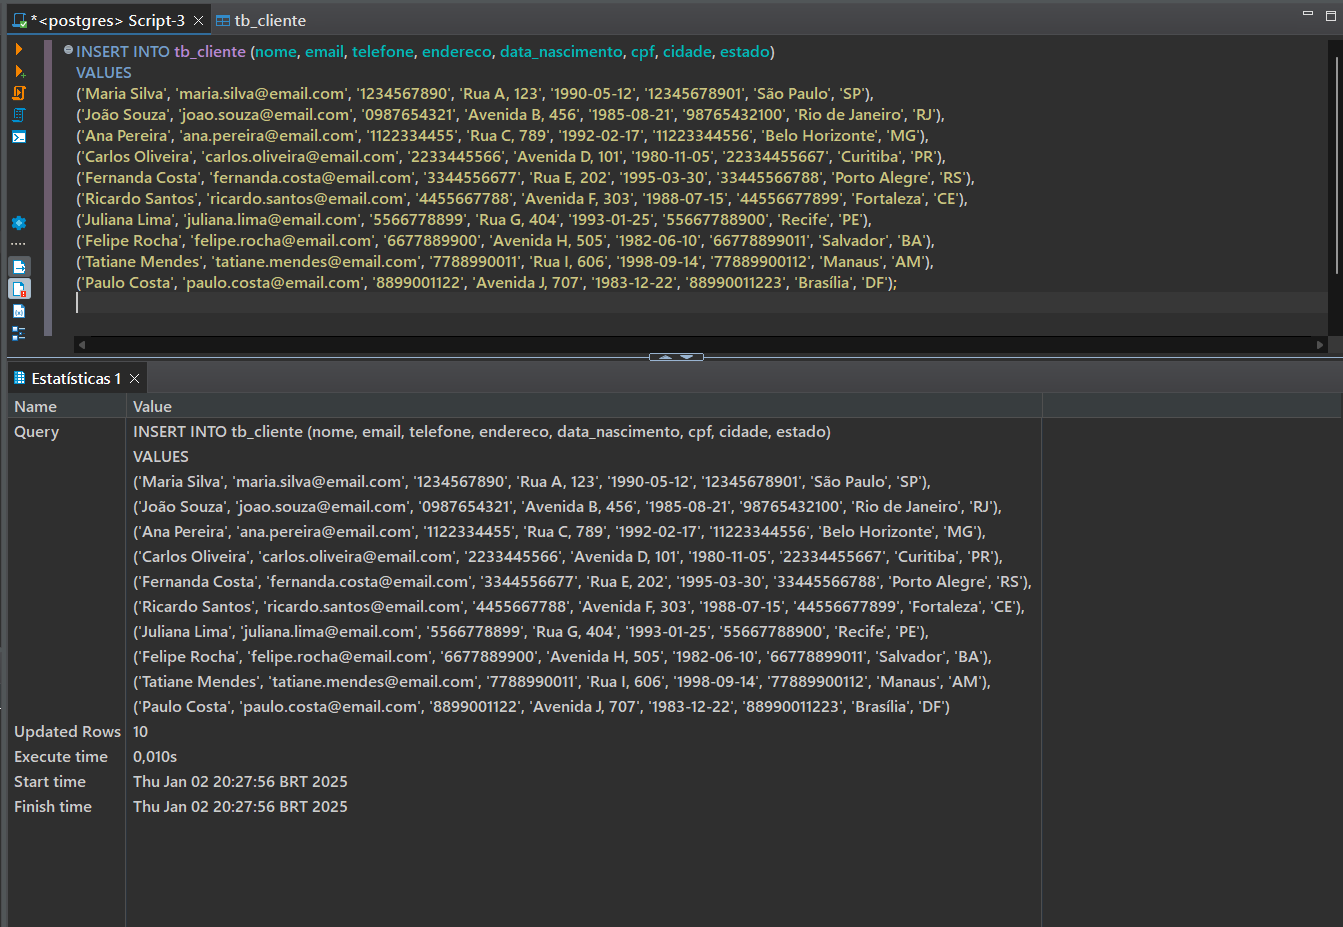 *<postgres> Script-3
tb_cliente
INSERT INTO tb_cliente (nome, email, telefone, endereco, data_nascimento, cpf, cidade, estado)
VALUES
('Maria Silva', 'maria.silva@email.com', '1234567890', 'Rua A, 123', '1990-05-12', '12345678901', 'São Paulo', 'SP'),
('João Souza', 'joao.souza@email.com', '0987654321', 'Avenida B, 456', '1985-08-21', '98765432100', 'Rio de Janeiro', 'RJ'),
('Ana Pereira', 'ana.pereira@email.com', '1122334455', 'Rua C, 789', '1992-02-17', '11223344556', 'Belo Horizonte', 'MG'),
('Carlos Oliveira', 'carlos.oliveira@email.com', '2233445566', 'Avenida D, 101', '1980-11-05', '22334455667', 'Curitiba', 'PR'),
('Fernanda Costa', 'fernanda.costa@email.com', '3344556677', 'Rua E, 202', '1995-03-30', '33445566788', 'Porto Alegre', 'RS'),
('Ricardo Santos', 'ricardo.santos@email.com', '4455667788', 'Avenida F, 303', '1988-07-15', '44556677899', 'Fortaleza', 'CE'),
('Juliana Lima', 'juliana.lima@email.com', '5566778899', 'Rua G, 404', '1993-01-25', '55667788900', 'Recife', 'PE'),
('Felipe Rocha', 'felipe.rocha@email.com', '6677889900', 'Avenida H, 505', '1982-06-10', '66778899011', 'Salvador', 'BA'),
('Tatiane Mendes', 'tatiane.mendes@email.com', '7788990011', 'Rua I, 606', '1998-09-14', '77889900112', 'Manaus', 'AM'),
('Paulo Costa', 'paulo.costa@email.com', '8899001122', 'Avenida J, 707', '1983-12-22', '88990011223', 'Brasília', 'DF');
Estatísticas 1
Name Value
Query INSERT INTO tb_cliente (nome, email, telefone, endereco, data_nascimento, cpf, cidade, estado)
VALUES
('Maria Silva', 'maria.silva@email.com', '1234567890', 'Rua A, 123', '1990-05-12', '12345678901', 'São Paulo', 'SP'),
('João Souza', 'joao.souza@email.com', '0987654321', 'Avenida B, 456', '1985-08-21', '98765432100', 'Rio de Janeiro', 'RJ'),
('Ana Pereira', 'ana.pereira@email.com', '1122334455', 'Rua C, 789', '1992-02-17', '11223344556', 'Belo Horizonte', 'MG'),
('Carlos Oliveira', 'carlos.oliveira@email.com', '2233445566', 'Avenida D, 101', '1980-11-05', '22334455667', 'Curitiba', 'PR'),
('Fernanda Costa', 'fernanda.costa@email.com', '3344556677', 'Rua E, 202', '1995-03-30', '33445566788', 'Porto Alegre', 'RS'),
('Ricardo Santos', 'ricardo.santos@email.com', '4455667788', 'Avenida F, 303', '1988-07-15', '44556677899', 'Fortaleza', 'CE'),
('Juliana Lima', 'juliana.lima@email.com', '5566778899', 'Rua G, 404', '1993-01-25', '55667788900', 'Recife', 'PE'),
('Felipe Rocha', 'felipe.rocha@email.com', '6677889900', 'Avenida H, 505', '1982-06-10', '66778899011', 'Salvador', 'BA'),
('Tatiane Mendes', 'tatiane.mendes@email.com', '7788990011', 'Rua I, 606', '1998-09-14', '77889900112', 'Manaus', 'AM'),
('Paulo Costa', 'paulo.costa@email.com', '8899001122', 'Avenida J, 707', '1983-12-22', '88990011223', 'Brasília', 'DF')
Updated Rows 10
Execute time 0,010s
Start time Thu Jan 02 20:27:56 BRT 2025
Finish time Thu Jan 02 20:27:56 BRT 2025